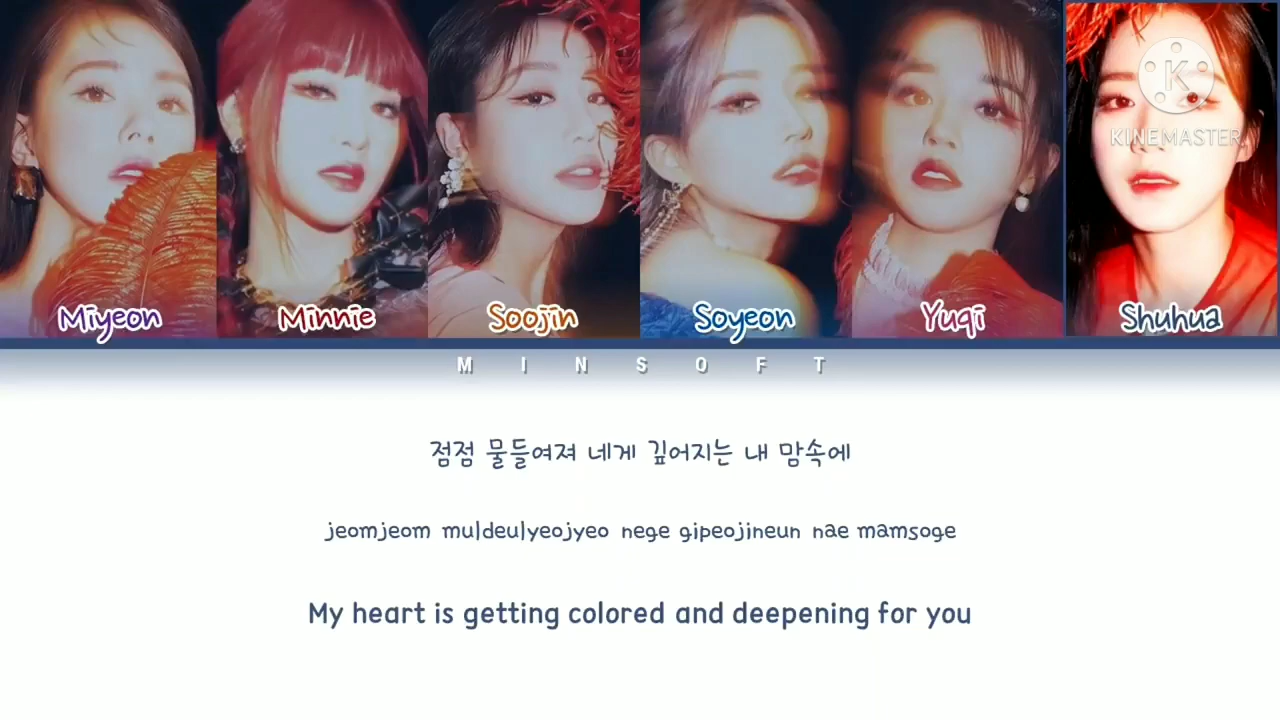 KINEMASTER
Miyeon Minnie Soojin Soyeon Yuqi Shuhua
MINSOFT
점점 물들여져 네게 깊어지는 내 맘속에
jeomjeom muldeulyeojyeo nege gipeojineun nae mamsoge
My heart is getting colored and deepening for you